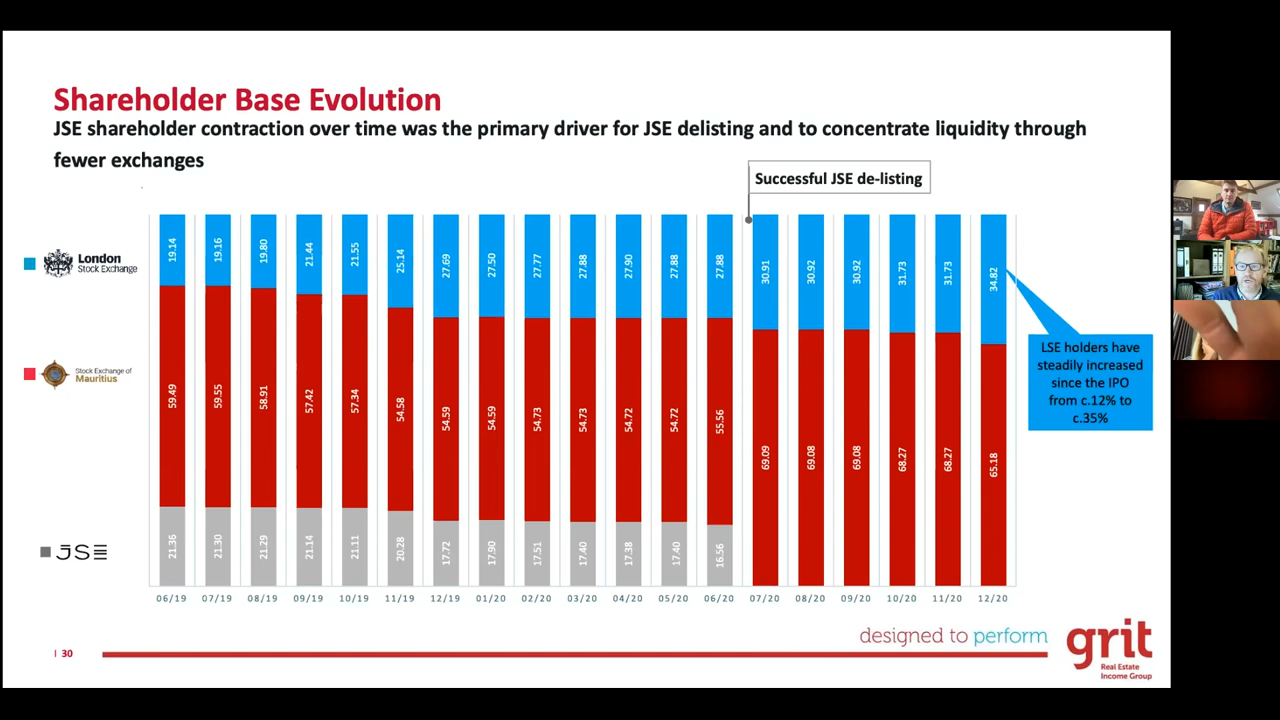 Shareholder Base Evolution
JSE shareholder contraction over time was the primary driver for JSE delisting and to concentrate liquidity through
fewer exchanges
Successful JSE de-listing
London
Stock Exchange
Stock Exchange of
Mauritius
JSE
19.14 19.16 19.80 21.44 21.55 25.14 27.69 27.50 27.77 27.88 27.90 27.88 27.88 30.91 30.92 30.92 31.73 31.73 34.82
59.49 59.55 58.91 57.42 57.34 54.58 54.59 54.59 54.73 54.73 54.72 54.72 55.56 69.09 69.08 69.08 68.27 68.27 65.18
21.36 21.30 21.29 21.14 21.11 20.28 17.72 17.90 17.51 17.40 17.38 17.40 16.56
06/19 07/19 08/19 09/19 10/19 11/19 12/19 01/20 02/20 03/20 04/20 05/20 06/20 07/20 08/20 09/20 10/20 11/20 12/20
LSE holders have
steadily increased
since the IPO
from c.12% to
c.35%
designed to perform
grit
Real Estate
Income Group
| 30